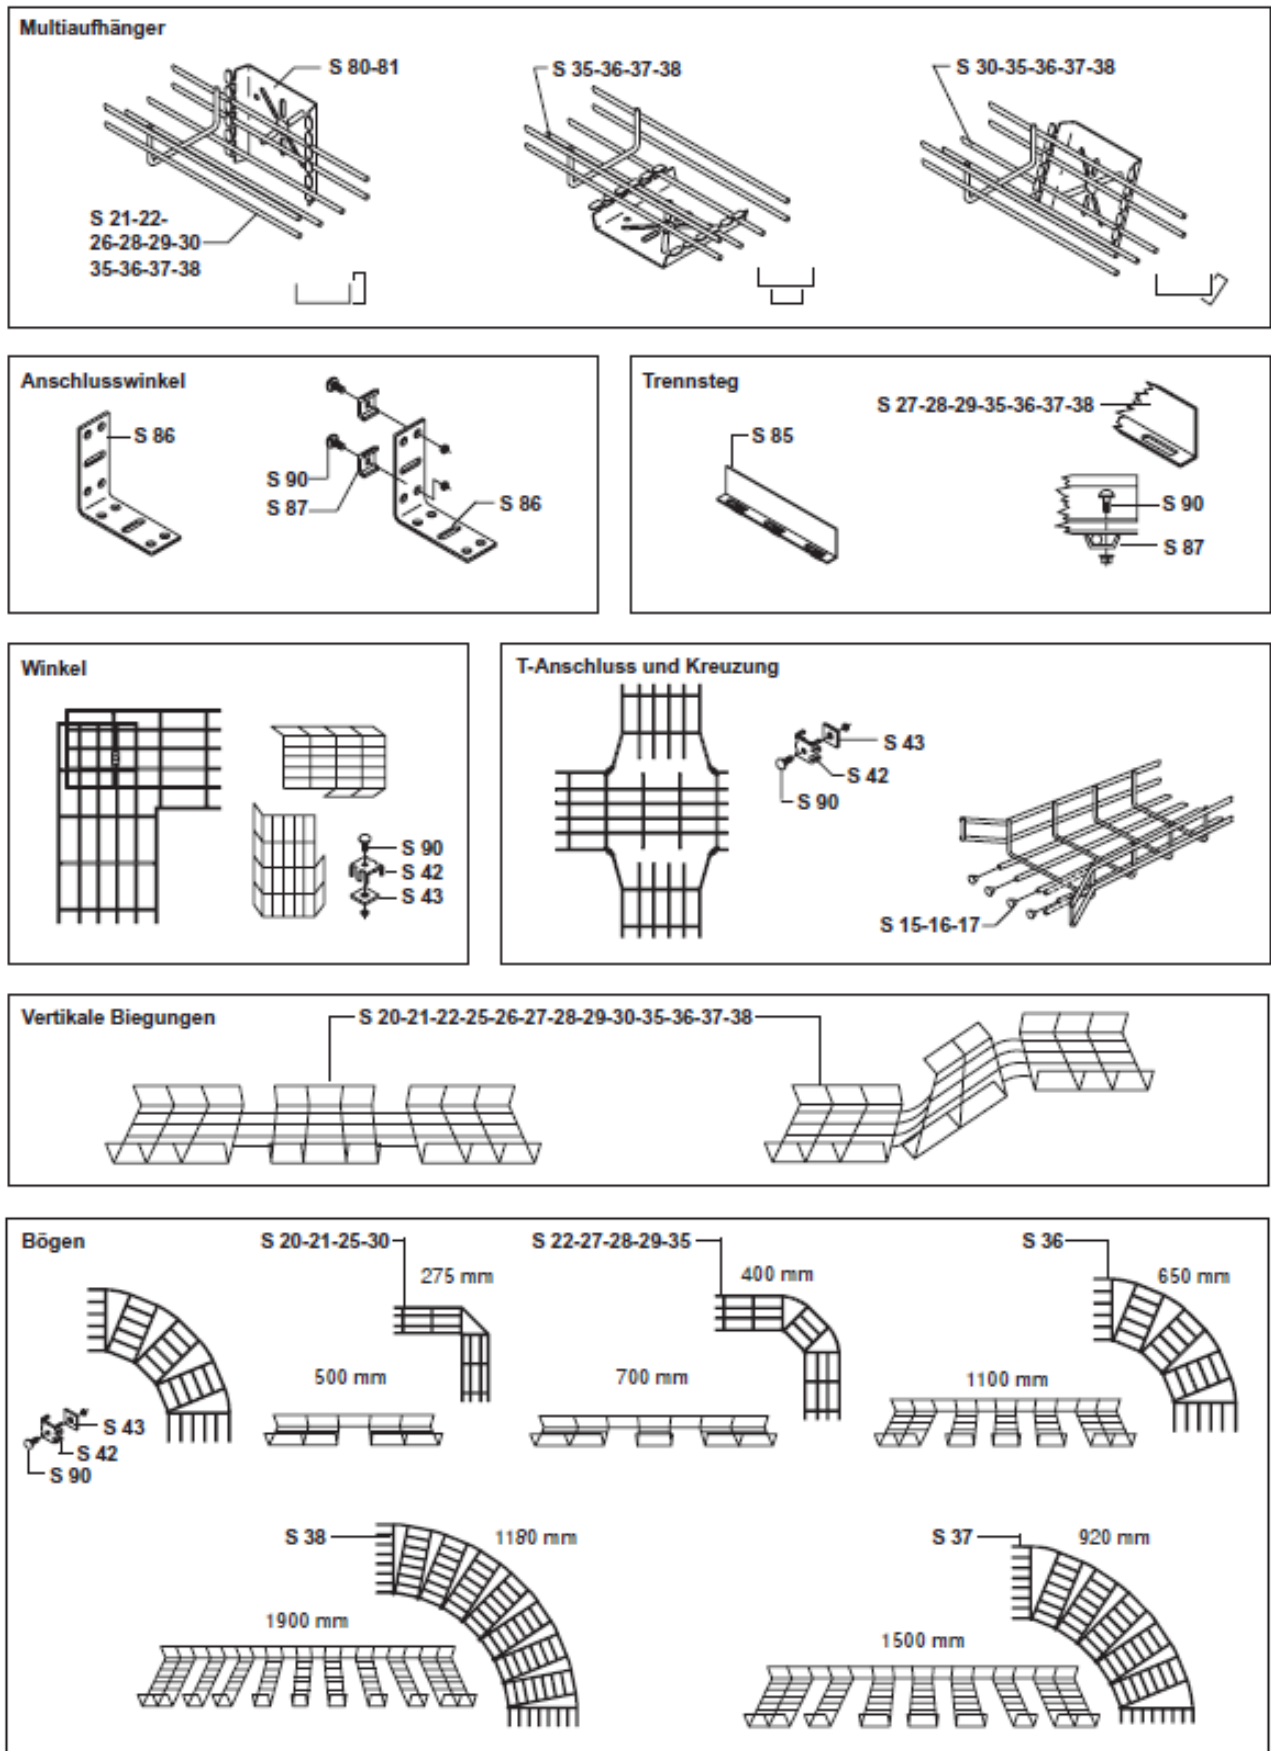 Multiaufhänger
S 80-81
S 35-36-37-38
S 30-35-36-37-38
S 21-22-
26-28-29-30
35-36-37-38
Anschlusswinkel
S 86
S 90
S 87
S 86
Trennsteg
S 27-28-29-35-36-37-38
S 85
S 90
S 87
Winkel
S 90
S 42
S 43
T-Anschluss und Kreuzung
S 43
S 42
S 90
S 15-16-17
Vertikale Biegungen
S 20-21-22-25-26-27-28-29-30-35-36-37-38
Bögen
S 43
S 42
S 90
S 20-21-25-30
275 mm
500 mm
S 22-27-28-29-35
400 mm
700 mm
S 36
650 mm
1100 mm
S 38
1180 mm
1900 mm
S 37
920 mm
1500 mm